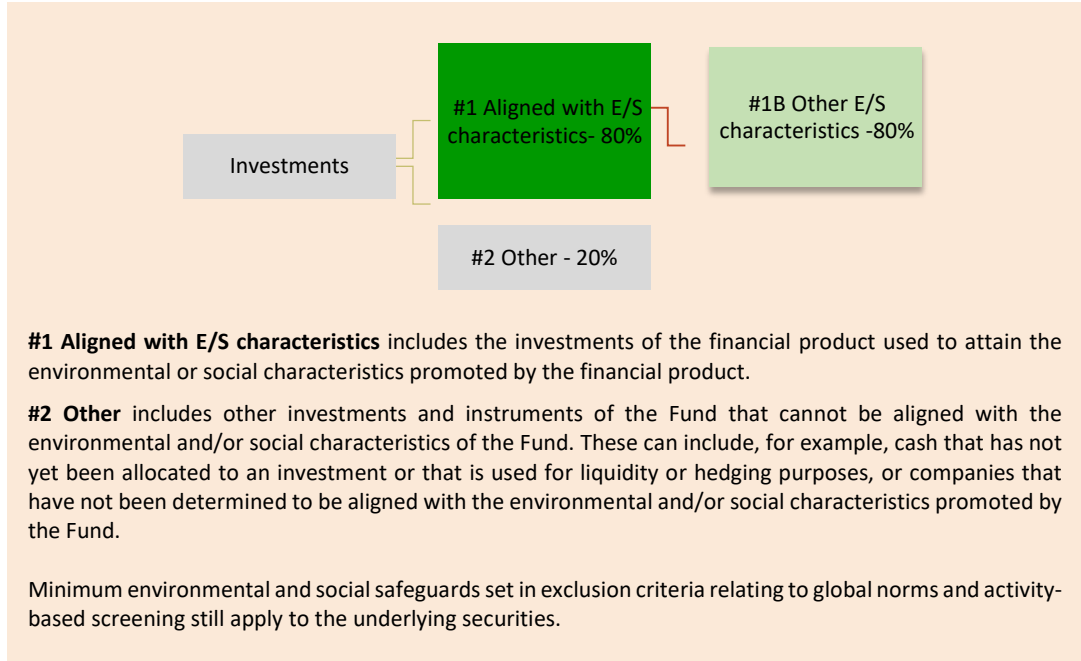 #1 Aligned with E/S
characteristics- 80%
#1B Other E/S
characteristics -80%
Investments
#2 Other - 20%
#1 Aligned with E/S characteristics includes the investments of the financial product used to attain the
environmental or social characteristics promoted by the financial product.
#2 Other includes other investments and instruments of the Fund that cannot be aligned with the
environmental and/or social characteristics of the Fund. These can include, for example, cash that has not
yet been allocated to an investment or that is used for liquidity or hedging purposes, or companies that
have not been determined to be aligned with the environmental and/or social characteristics promoted by
the Fund.
Minimum environmental and social safeguards set in exclusion criteria relating to global norms and activity-
based screening still apply to the underlying securities.